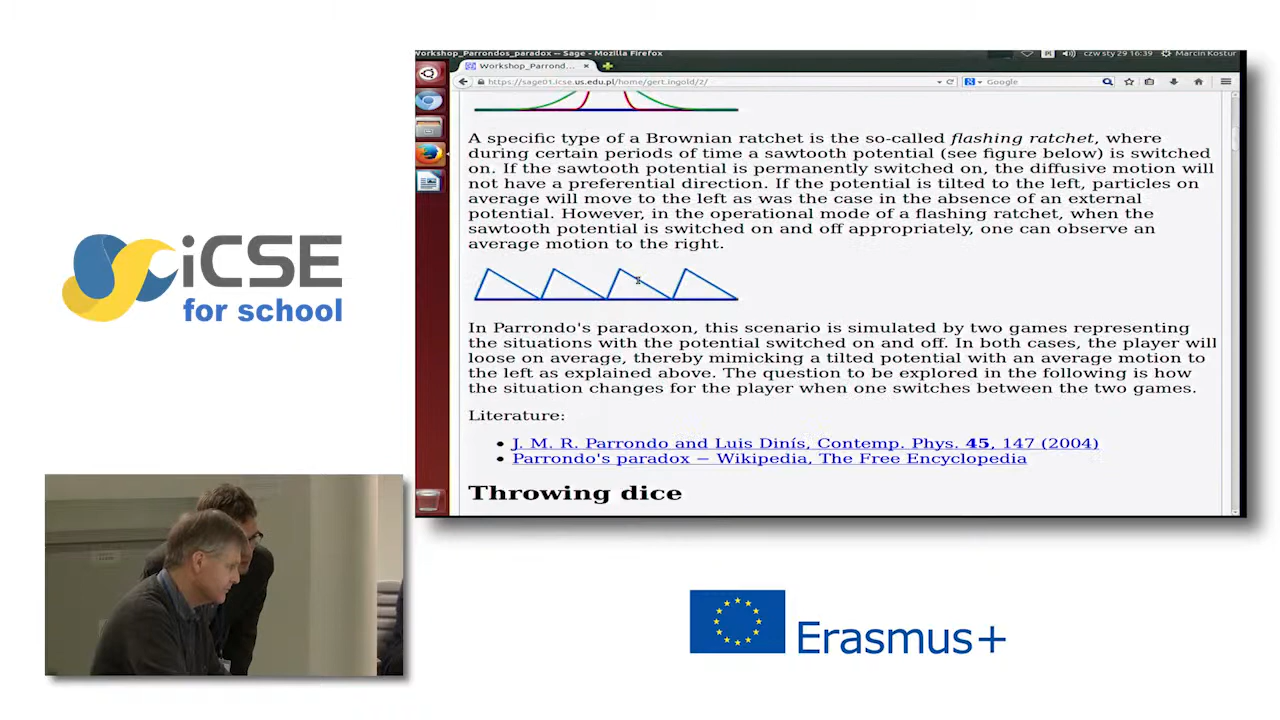 Workshop_Parrondos_paradox -- Sage - Mozilla Firefox
czw sty 29 16:39 Marcin Kostur
Workshop_Parrond...
https://sage01.icse.us.edu.pl/home/gert.ingold/2/
Google
A specific type of a Brownian ratchet is the so-called flashing ratchet, where
during certain periods of time a sawtooth potential (see figure below) is switched
on. If the sawtooth potential is permanently switched on, the diffusive motion will
not have a preferential direction. If the potential is tilted to the left, particles on
average will move to the left as was the case in the absence of an external
potential. However, in the operational mode of a flashing ratchet, when the
sawtooth potential is switched on and off appropriately, one can observe an
average motion to the right.
In Parrondo's paradoxon, this scenario is simulated by two games representing
the situations with the potential switched on and off. In both cases, the player will
loose on average, thereby mimicking a tilted potential with an average motion to
the left as explained above. The question to be explored in the following is how
the situation changes for the player when one switches between the two games.
Literature:
J. M. R. Parrondo and Luis Dinís, Contemp. Phys. 45, 147 (2004)
Parrondo's paradox − Wikipedia, The Free Encyclopedia
Throwing dice
iCSE
for school
Erasmus+